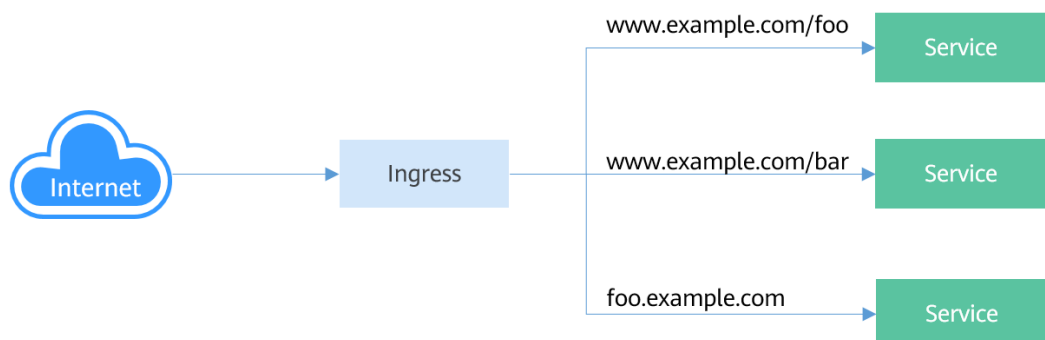 www.example.com/foo
Service
Internet
Ingress
www.example.com/bar
Service
foo.example.com
Service